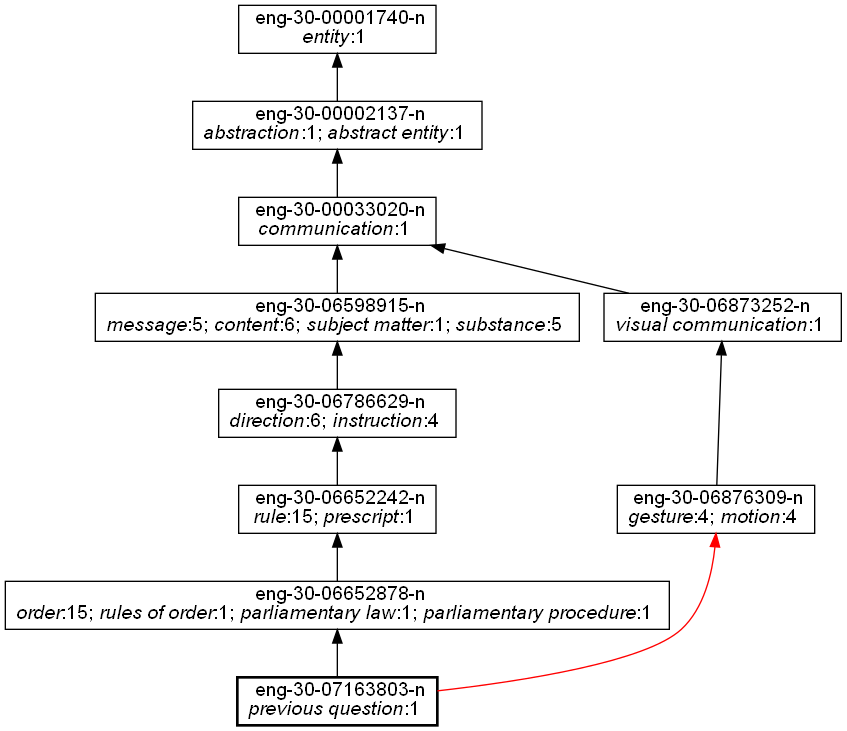 eng-30-00001740-n
entity:1
eng-30-00002137-n
abstraction:1; abstract entity:1
eng-30-00033020-n
communication:1
eng-30-06598915-n
message:5; content:6; subject matter:1; substance:5
eng-30-06873252-n
visual communication:1
eng-30-06786629-n
direction:6; instruction:4
eng-30-06652242-n
rule:15; prescript:1
eng-30-06876309-n
gesture:4; motion:4
eng-30-06652878-n
order:15; rules of order:1; parliamentary law:1; parliamentary procedure:1
eng-30-07163803-n
previous question:1